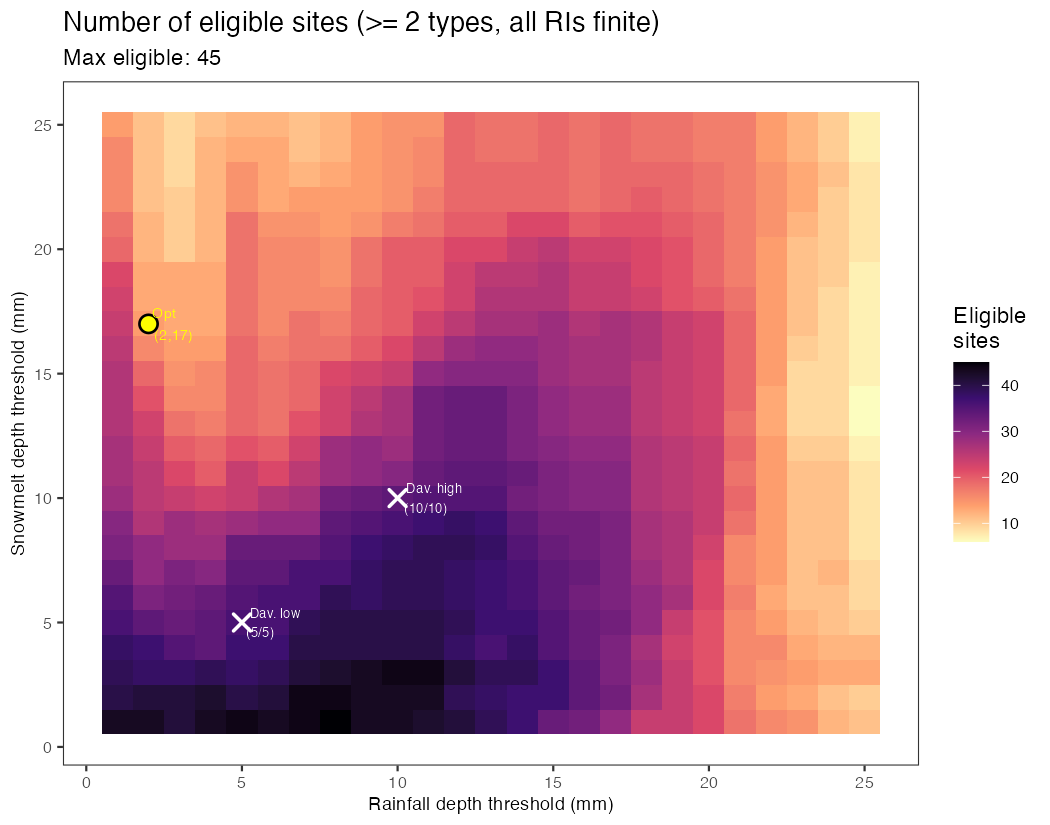 Number of eligible sites (>= 2 types, all RIs finite)
Max eligible: 45
25
20
15
10
5
0
Snowmelt depth threshold (mm)
Opt
(2,17)
Dav. high
(10/10)
Dav. low
(5/5)
0
5
10
15
20
25
Rainfall depth threshold (mm)
Eligible
sites
40
30
20
10